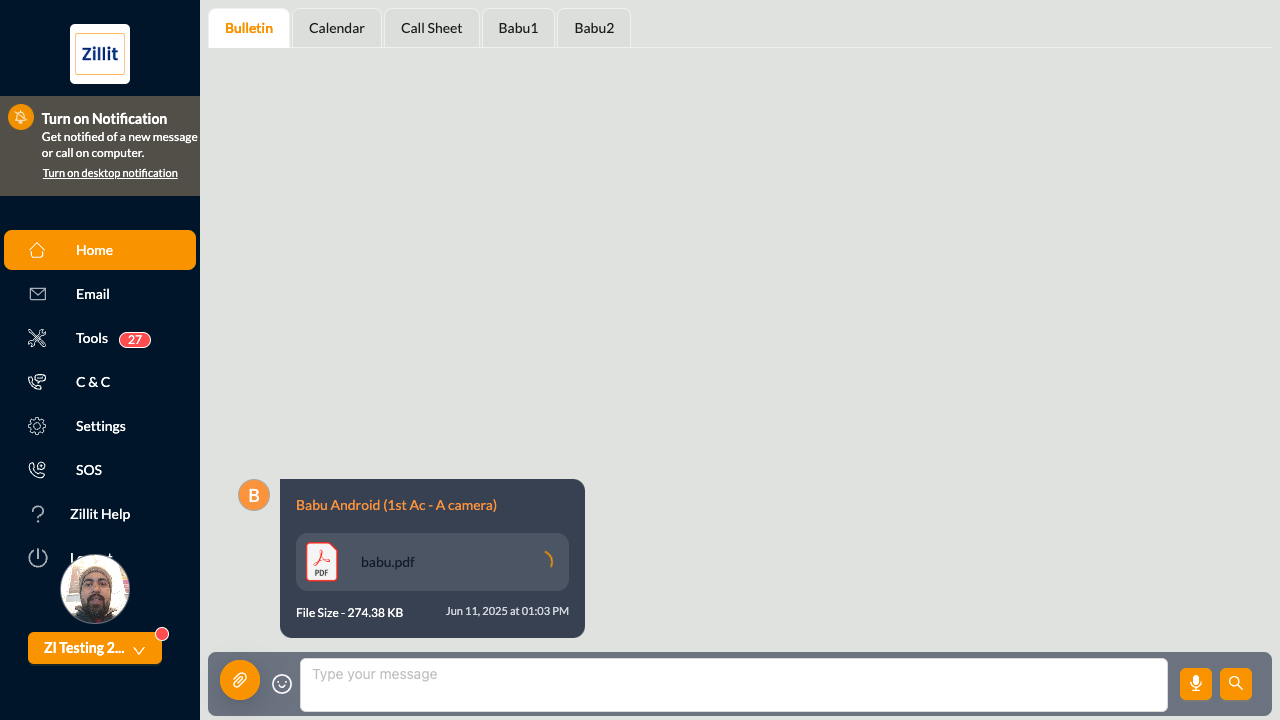 Zillit
Turn on Notification
Get notified of a new message
or call on computer.
Turn on desktop notification
Home
Email
Tools 27
C & C
Settings
SOS
Zillit Help
ZI Testing 2...
Bulletin
Calendar
Call Sheet
Babu1
Babu2
B
Babu Android (1st Ac - A camera)
PDF
babu.pdf
File Size - 274.38 KB
Jun 11, 2025 at 01:03 PM
Type your message